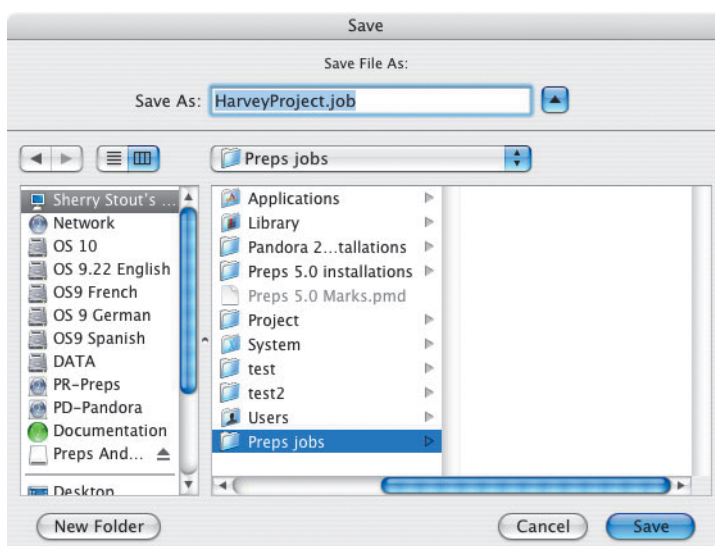 Save
Save File As:
Save As: HarveyProject.job
Preps jobs
Sherry Stout's ...
Network
OS 10
OS 9.22 English
OS9 French
OS 9 German
OS9 Spanish
DATA
PR-Preps
PD-Pandora
Documentation
Preps And...
Desktop
Applications
Library
Pandora 2...tallations
Preps 5.0 installations
Preps 5.0 Marks.pmd
Project
System
test
test2
Users
Preps jobs
New Folder
Cancel
Save